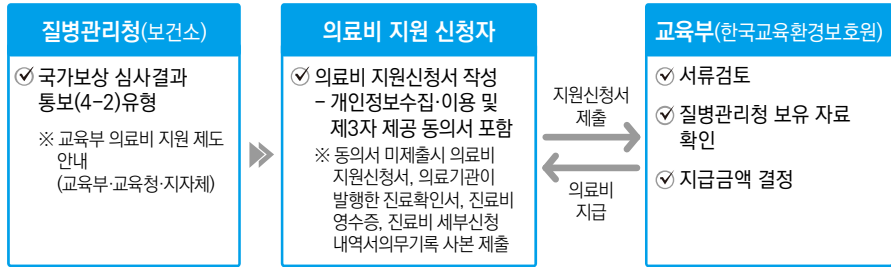 질병관리청(보건소)
국가보상 심사결과
통보(4-2)유형
※ 교육부 의료비 지원 제도
안내
(교육부·교육청·지자체)
의료비 지원 신청자
의료비 지원신청서 작성
– 개인정보수집·이용 및
제3자 제공 동의서 포함
※ 동의서 미제출시 의료비
지원신청서, 의료기관이
발행한 진료확인서, 진료비
영수증, 진료비 세부신청
내역서의무기록 사본 제출
지원신청서
제출
의료비
지급
교육부(한국교육환경보호원)
서류검토
질병관리청 보유 자료
확인
지급금액 결정